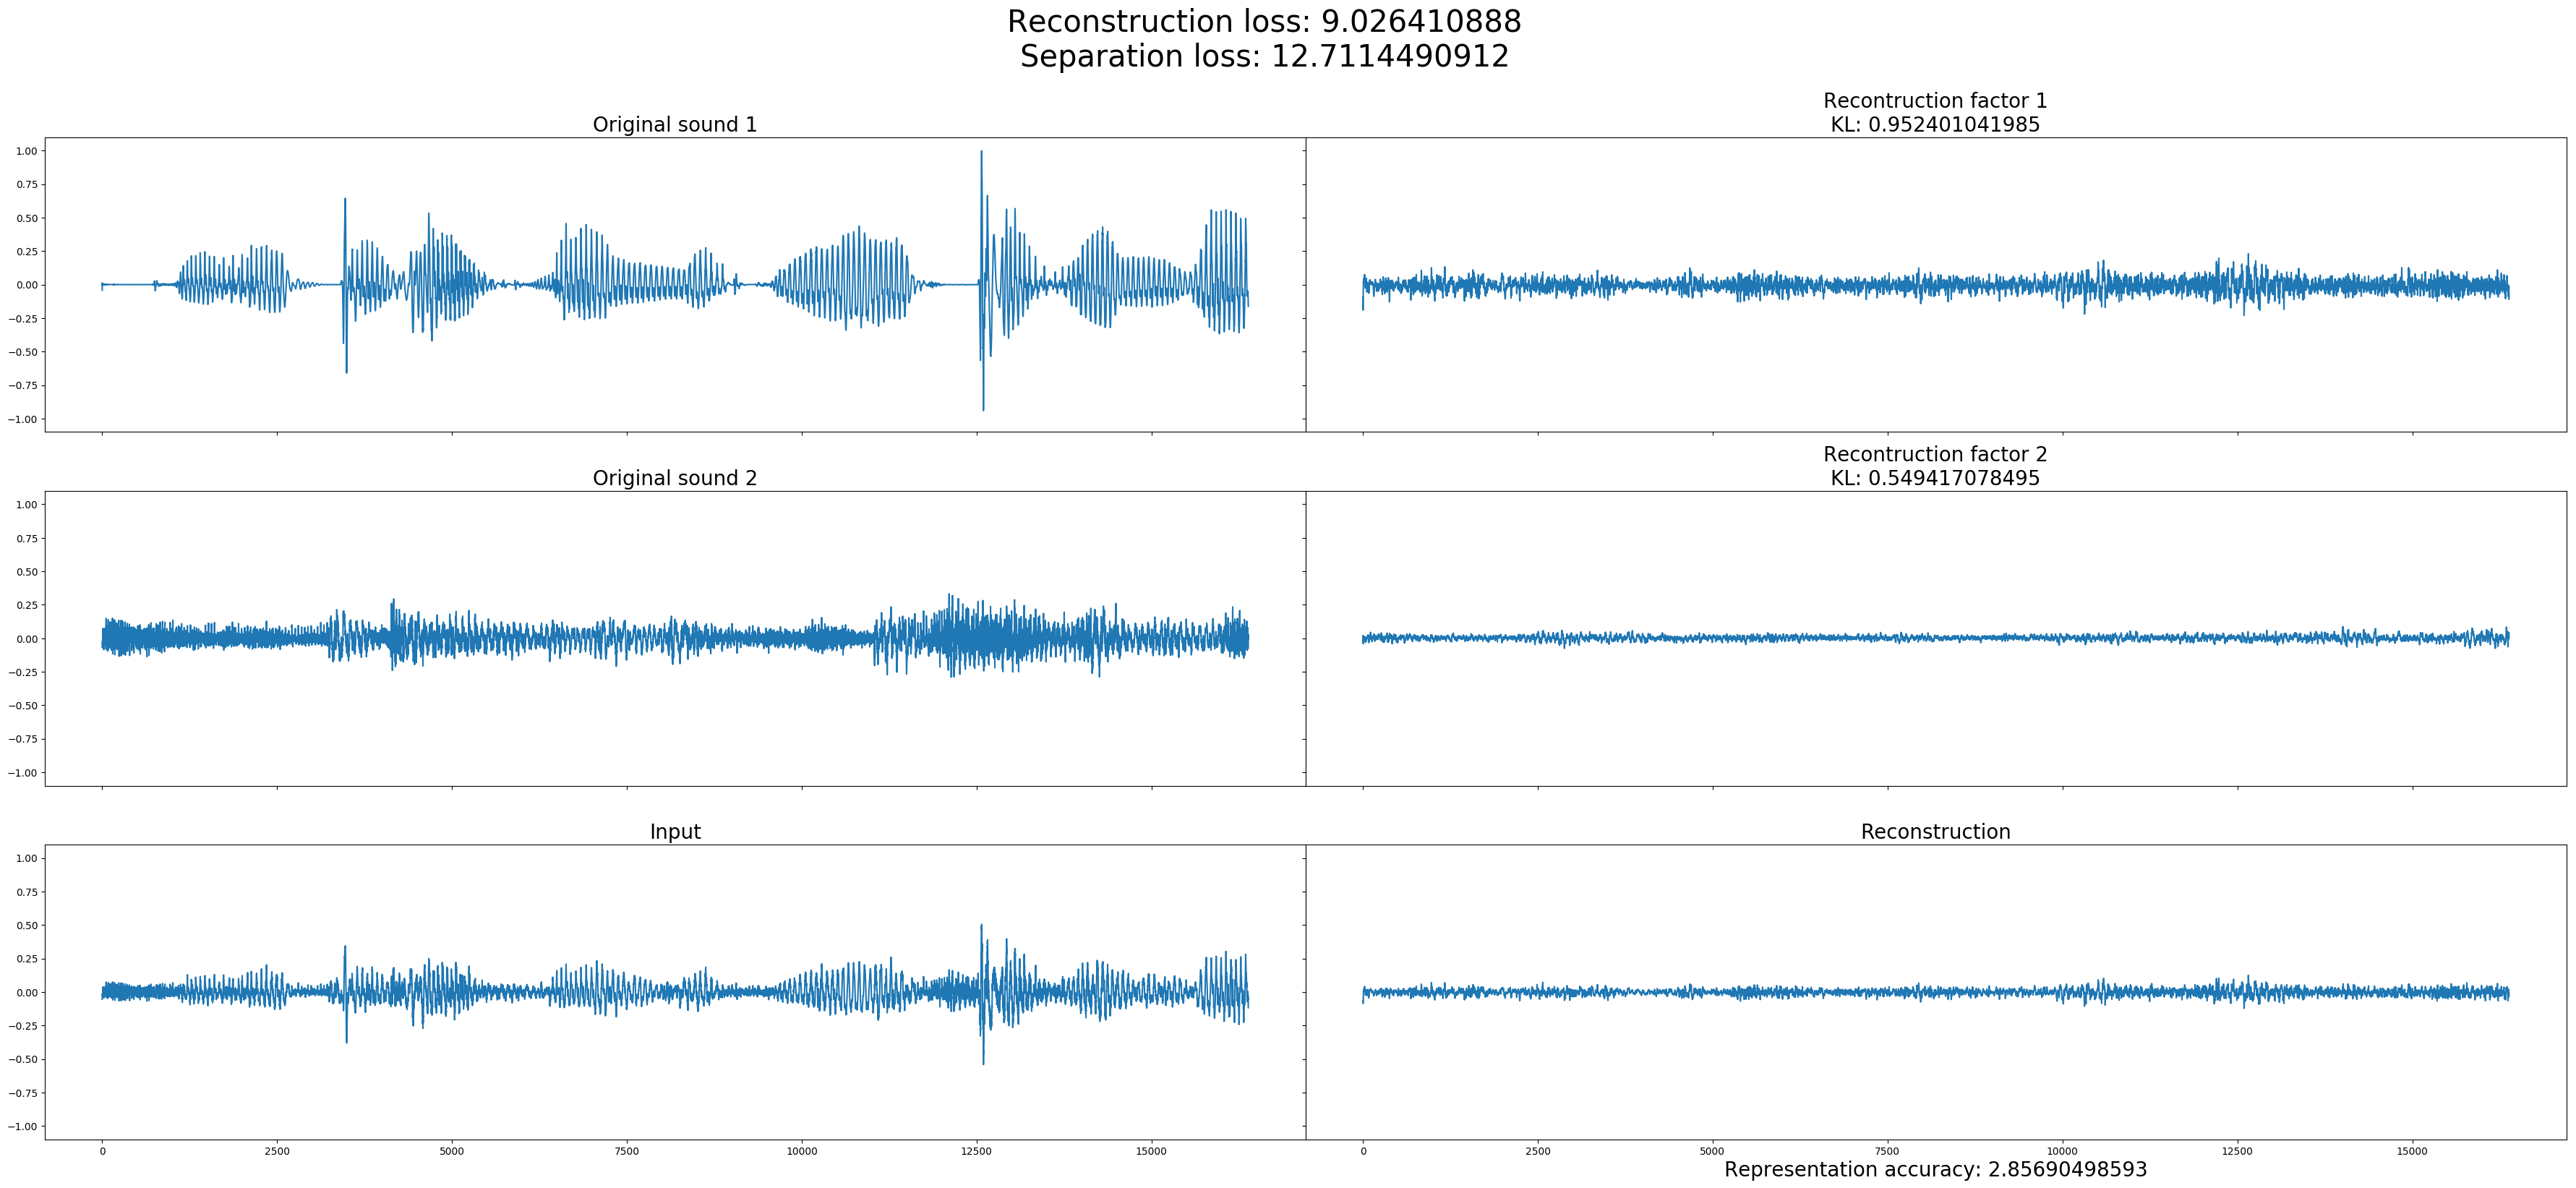 Reconstruction loss: 9.026410888
Separation loss: 12.7114490912
Original sound 1
Recontruction factor 1
KL: 0.952401041985
1.00
0.75
0.50
0.25
0.00
−0.25
−0.50
−0.75
−1.00
Original sound 2
Recontruction factor 2
KL: 0.549417078495
1.00
0.75
0.50
0.25
0.00
−0.25
−0.50
−0.75
−1.00
Input
Reconstruction
1.00
0.75
0.50
0.25
0.00
−0.25
−0.50
−0.75
−1.00
0 2500 5000 7500 10000 12500 15000
0 2500 5000 7500 10000 12500 15000
Representation accuracy: 2.85690498593